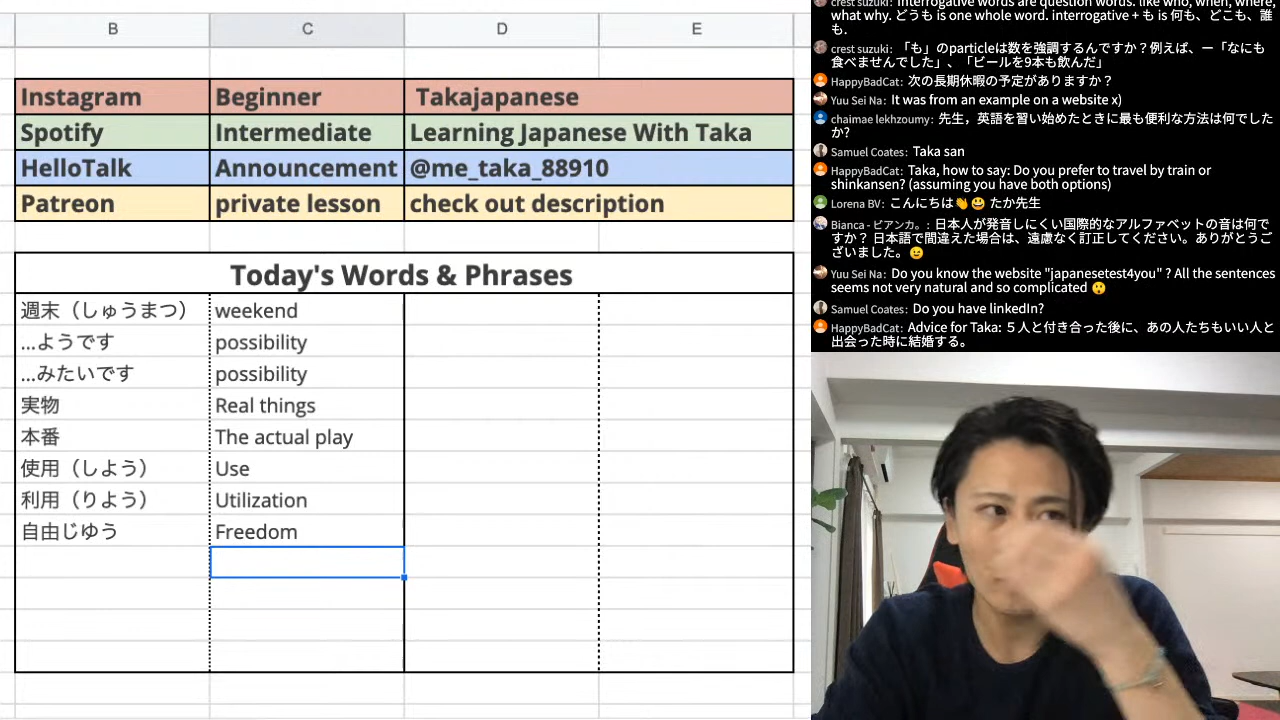 B C D E
Instagram Beginner Takajapanese
Spotify Intermediate Learning Japanese With Taka
HelloTalk Announcement @me_taka_88910
Patreon private lesson check out description
Today's Words & Phrases
週末（しゅうまつ） weekend
...ようです possibility
...みたいです possibility
実物 Real things
本番 The actual play
使用（しよう） Use
利用（りよう） Utilization
自由じゆう Freedom
crest suzuki: Interrogative words are question words. like who, when, where,
what why. どうも is one whole word. interrogative + も is 何も、どこも、誰
も.
crest suzuki: 「も」のparticleは数を強調するんですか？例えば、ー「なにも
食べませんでした」、「ビールを9本も飲んだ」
HappyBadCat: 次の長期休暇の予定がありますか？
Yuu Sei Na: It was from an example on a website x)
chaimae lekhzoumy: 先生，英語を習い始めたときに最も便利な方法は何でした
か?
Samuel Coates: Taka san
HappyBadCat: Taka, how to say: Do you prefer to travel by train or
shinkansen? (assuming you have both options)
Lorena BV: こんにちは👋😃 たか先生
Bianca - ビアンカ。: 日本人が発音しにくい国際的なアルファベットの音は何で
すか？ 日本語で間違えた場合は、遠慮なく訂正してください。ありがとうご
ざいました。😉
Yuu Sei Na: Do you know the website "japanesetest4you" ? All the sentences
seems not very natural and so complicated 😲
Samuel Coates: Do you have linkedIn?
HappyBadCat: Advice for Taka: ５人と付き合った後に、あの人たちもいい人と
出会った時に結婚する。